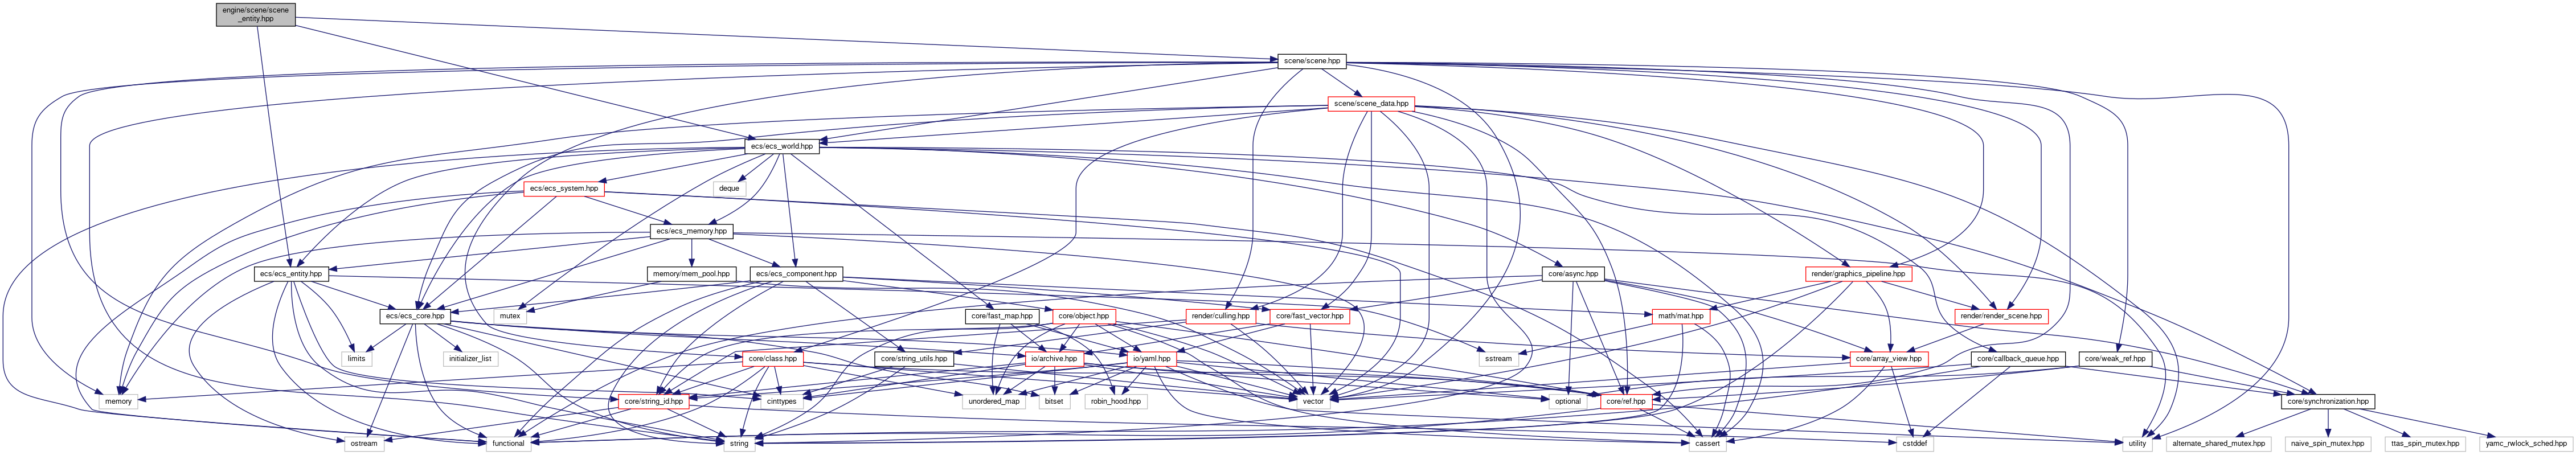 engine/scene/scene
_entity.hpp
scene/scene.hpp
scene/scene_data.hpp
ecs/ecs_world.hpp
ecs/ecs_system.hpp
deque
ecs/ecs_memory.hpp
ecs/ecs_entity.hpp
memory/mem_pool.hpp
ecs/ecs_component.hpp
core/async.hpp
render/graphics_pipeline.hpp
ecs/ecs_core.hpp
mutex
core/fast_map.hpp
core/object.hpp
render/culling.hpp
core/fast_vector.hpp
math/mat.hpp
render/render_scene.hpp
limits
initializer_list
core/class.hpp
core/string_utils.hpp
io/archive.hpp
io/yaml.hpp
sstream
core/array_view.hpp
core/callback_queue.hpp
core/weak_ref.hpp
memory
core/string_id.hpp
cinttypes
unordered_map
bitset
robin_hood.hpp
vector
optional
core/ref.hpp
core/synchronization.hpp
ostream
functional
string
cassert
cstddef
utility
alternate_shared_mutex.hpp
naive_spin_mutex.hpp
ttas_spin_mutex.hpp
yamc_rwlock_sched.hpp